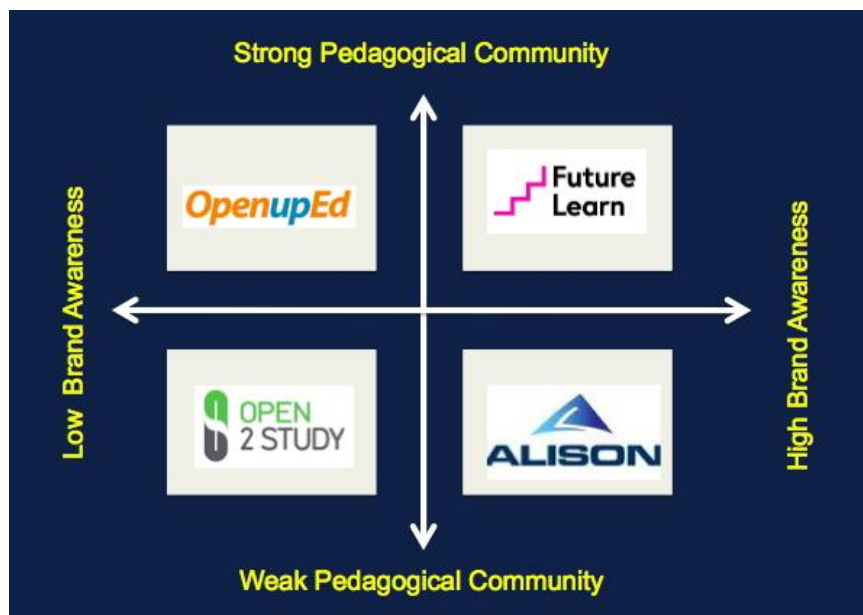 Strong Pedagogical Community
OpenupEd
Future
Learn
Low Brand Awareness
High Brand Awareness
OPEN
2 STUDY
ALISON
Weak Pedagogical Community